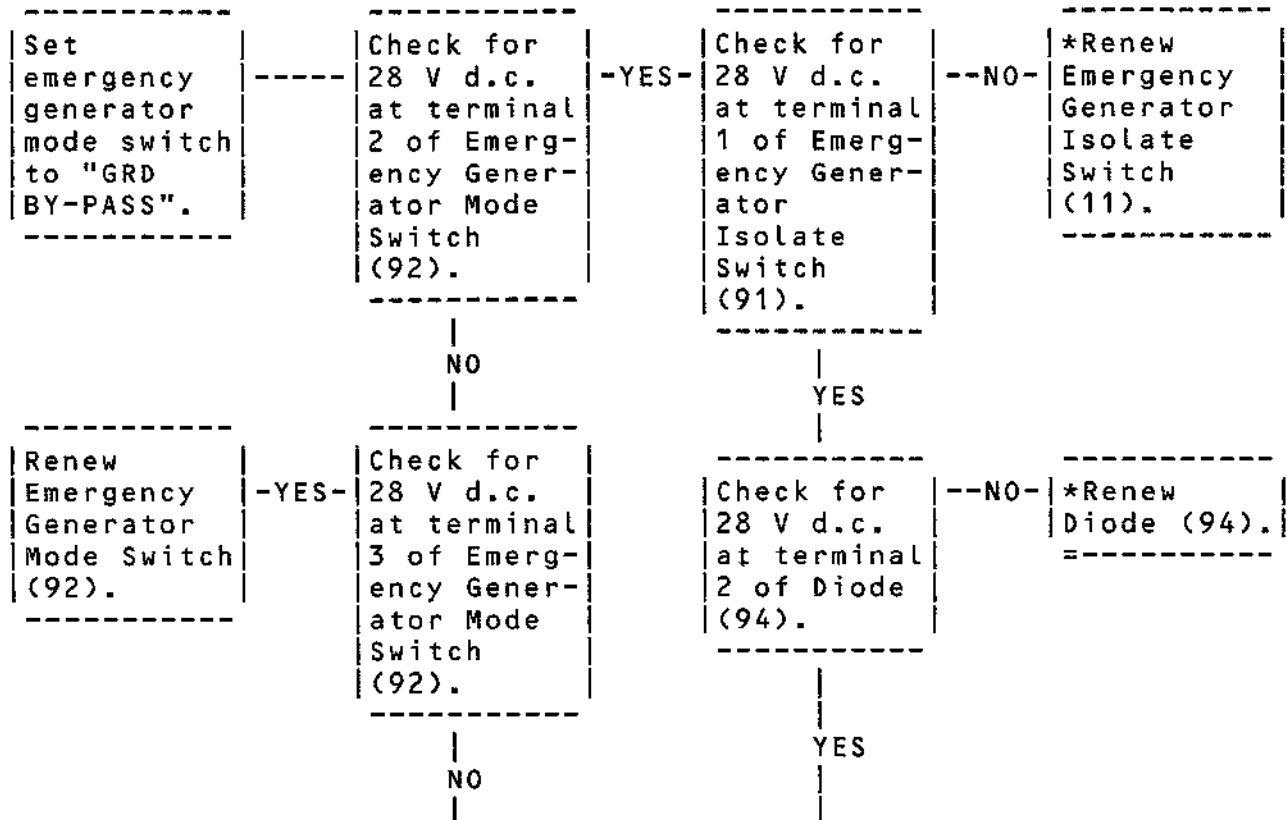 Set
emergency
generator
mode switch
to "GRD
BY-PASS".
Check for
28 V d.c.
at terminal
2 of Emerg-
ency Gener-
ator Mode
Switch
(92).
YES
Check for
28 V d.c.
at terminal
1 of Emerg-
ency Gener-
ator
Isolate
Switch
(91).
NO
*Renew
Emergency
Generator
Isolate
Switch
(11).
NO
YES
Renew
Emergency
Generator
Mode Switch
(92).
YES
Check for
28 V d.c.
at terminal
3 of Emerg-
ency Gener-
ator Mode
Switch
(92).
Check for
28 V d.c.
at terminal
2 of Diode
(94).
NO
*Renew
Diode (94).
NO
YES